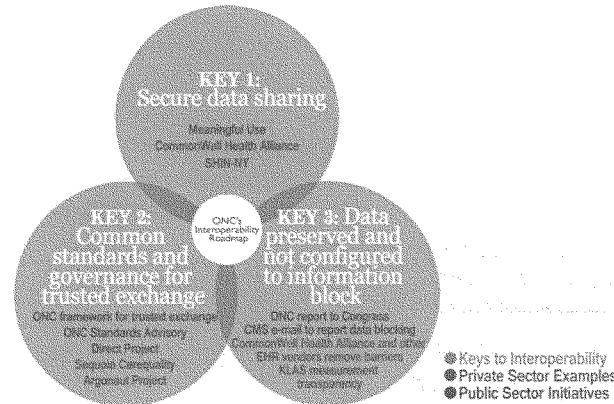 KEY 1:
Secure data sharing
Meaningful Use
CommonWell Health Alliance
SHIN-NY
ONC's
Interoperability
Roadmap
KEY 2:
Common
standards and
governance for
trusted exchange
ONC framework for trusted exchange
ONC Standards Advisory
Direct Project
Sequoia Carequality
Argonaut Project
KEY 3: Data
preserved and
not configured
to information
block
ONC report to Congress
CMS e-mail to report data blocking
CommonWell Health Alliance and other
EHR vendors remove barriers
KLAS measurement
transparency
Keys to Interoperability
Private Sector Examples
Public Sector Initiatives